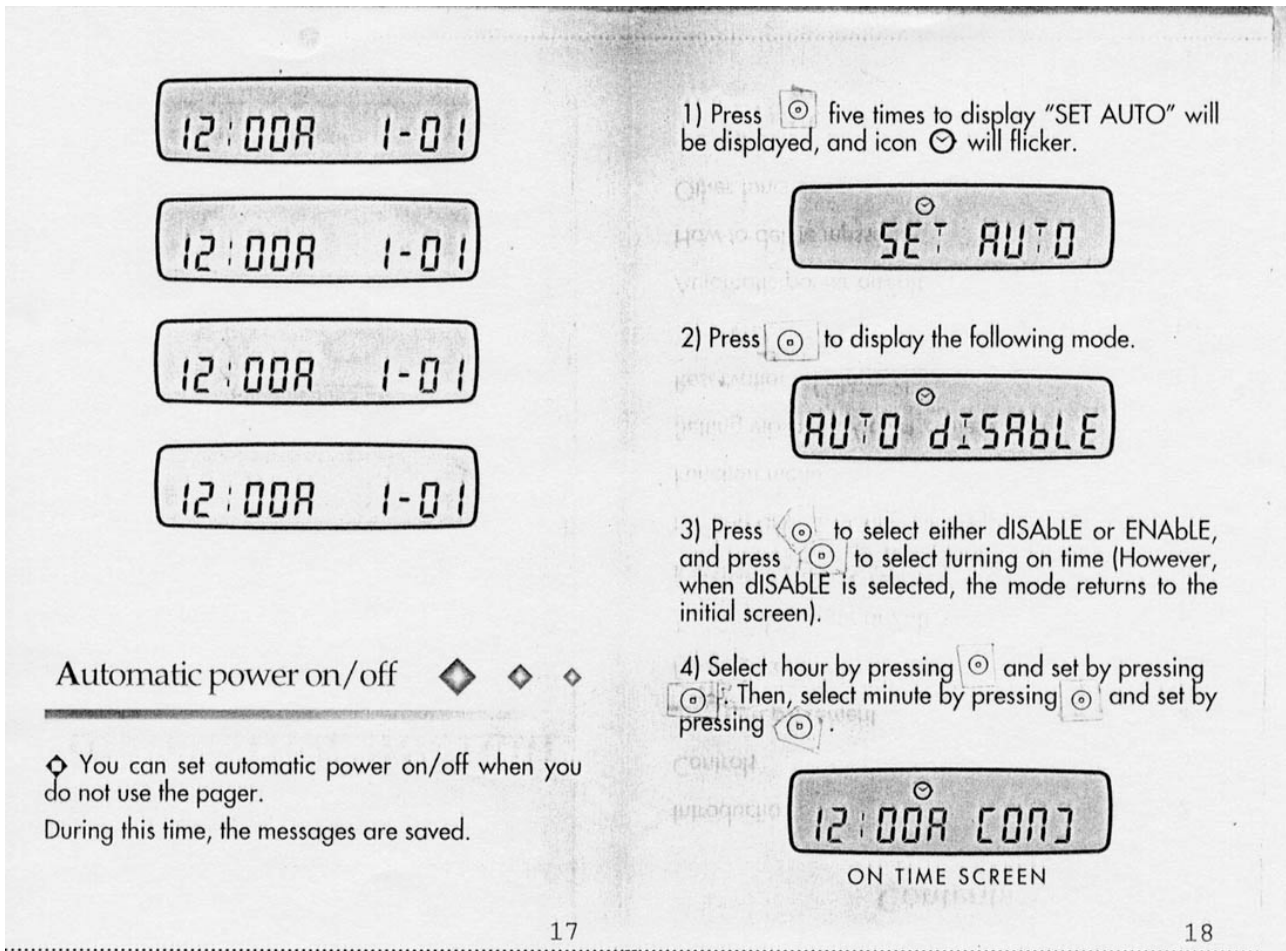 12:00A 1-01
12:00A 1-01
12:00A 1-01
12:00A 1-01
Automatic power on/off
You can set automatic power on/off when you
do not use the pager.
During this time, the messages are saved.
17
1) Press five times to display “SET AUTO” will
be displayed, and icon will flicker.
SET AUTO
2) Press to display the following mode.
AUTO dISAbLE
3) Press to select either dISAbLE or ENAbLE,
and press to select turning on time (However,
when dISAbLE is selected, the mode returns to the
initial screen).
4) Select hour by pressing and set by pressing
. Then, select minute by pressing and set by
pressing .
12:00A [ON]
ON TIME SCREEN
18